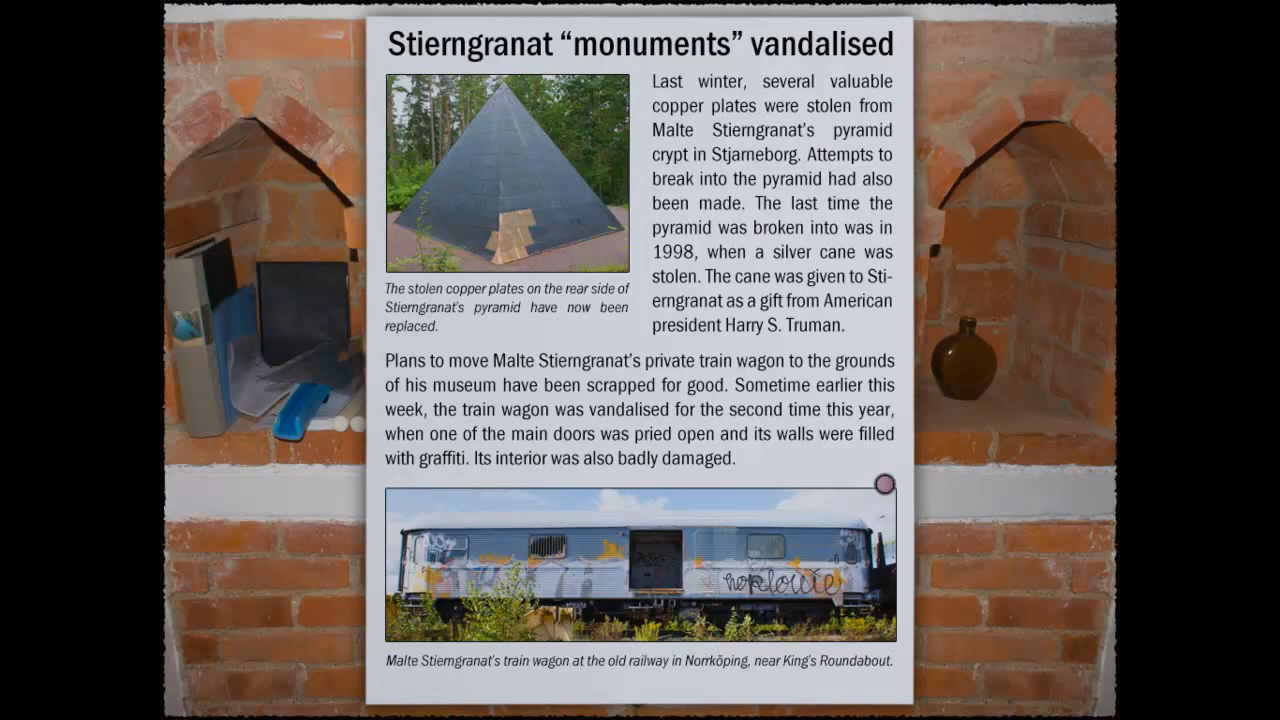 Stierngranat “monuments” vandalised
Last winter, several valuable
copper plates were stolen from
Malte Stierngranat’s pyramid
crypt in Stjarneborg. Attempts to
break into the pyramid had also
been made. The last time the
pyramid was broken into was in
1998, when a silver cane was
stolen. The cane was given to Sti-
erngranat as a gift from American
president Harry S. Truman.
The stolen copper plates on the rear side of
Stierngranat’s pyramid have now been
replaced.
Plans to move Malte Stierngranat’s private train wagon to the grounds
of his museum have been scrapped for good. Sometime earlier this
week, the train wagon was vandalised for the second time this year,
when one of the main doors was pried open and its walls were filled
with graffiti. Its interior was also badly damaged.
Malte Stierngranat’s train wagon at the old railway in Norrköping, near King’s Roundabout.